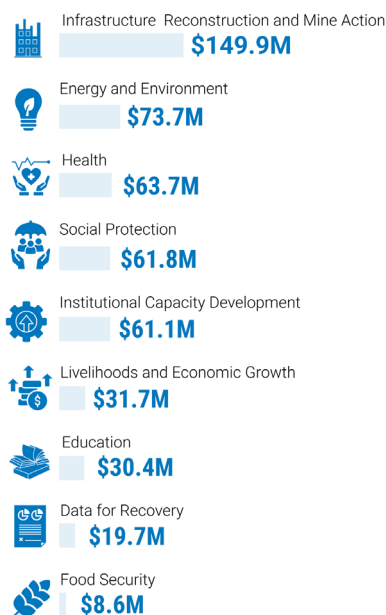 Infrastructure Reconstruction and Mine Action
$149.9M
Energy and Environment
$73.7M
Health
$63.7M
Social Protection
$61.8M
Institutional Capacity Development
$61.1M
Livelihoods and Economic Growth
$31.7M
Education
$30.4M
Data for Recovery
$19.7M
Food Security
$8.6M